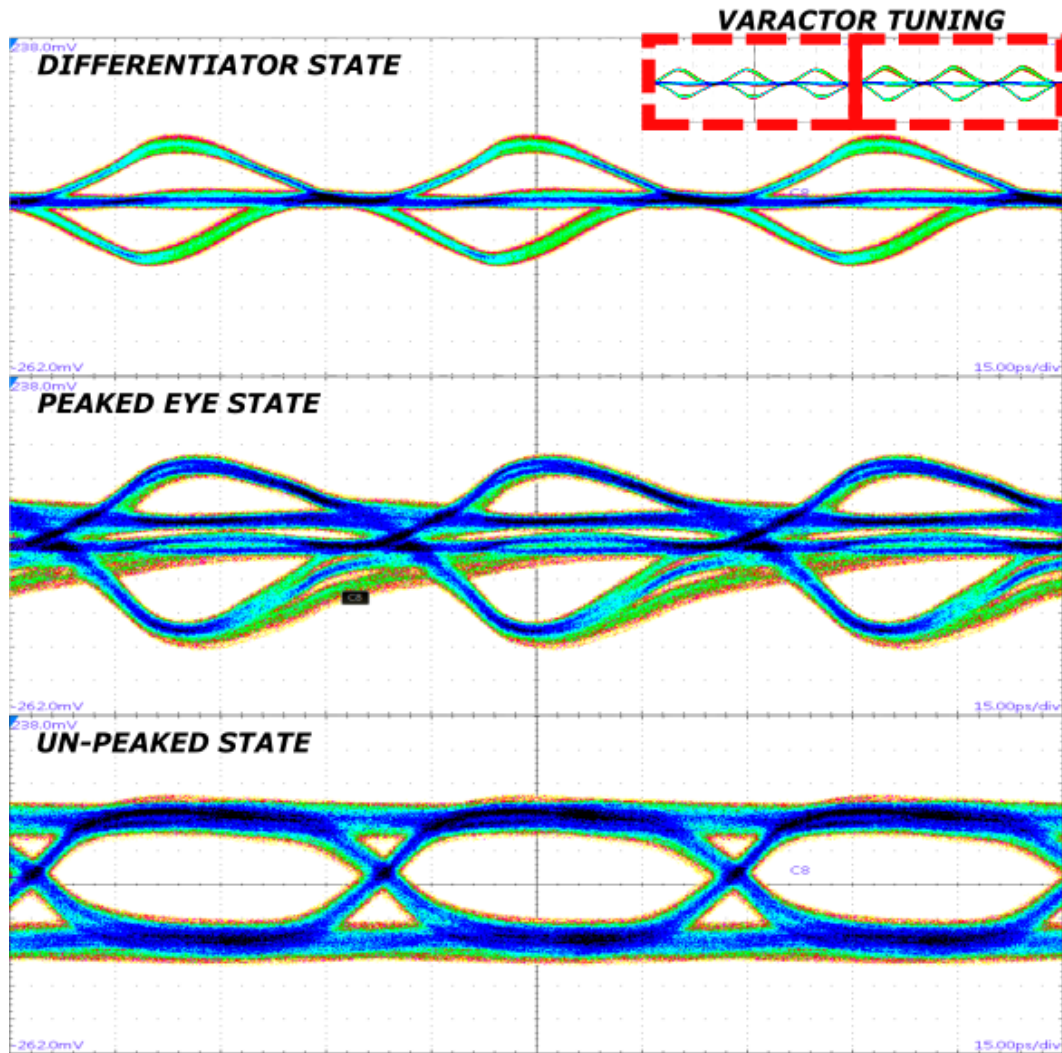 VARACTOR TUNING
238.0mV
DIFFERENTIATOR STATE
C8
-262.0mV
15.00ps/div
238.0mV
PEAKED EYE STATE
C8
-262.0mV
15.00ps/div
238.0mV
UN-PEAKED STATE
C8
-262.0mV
15.00ps/div